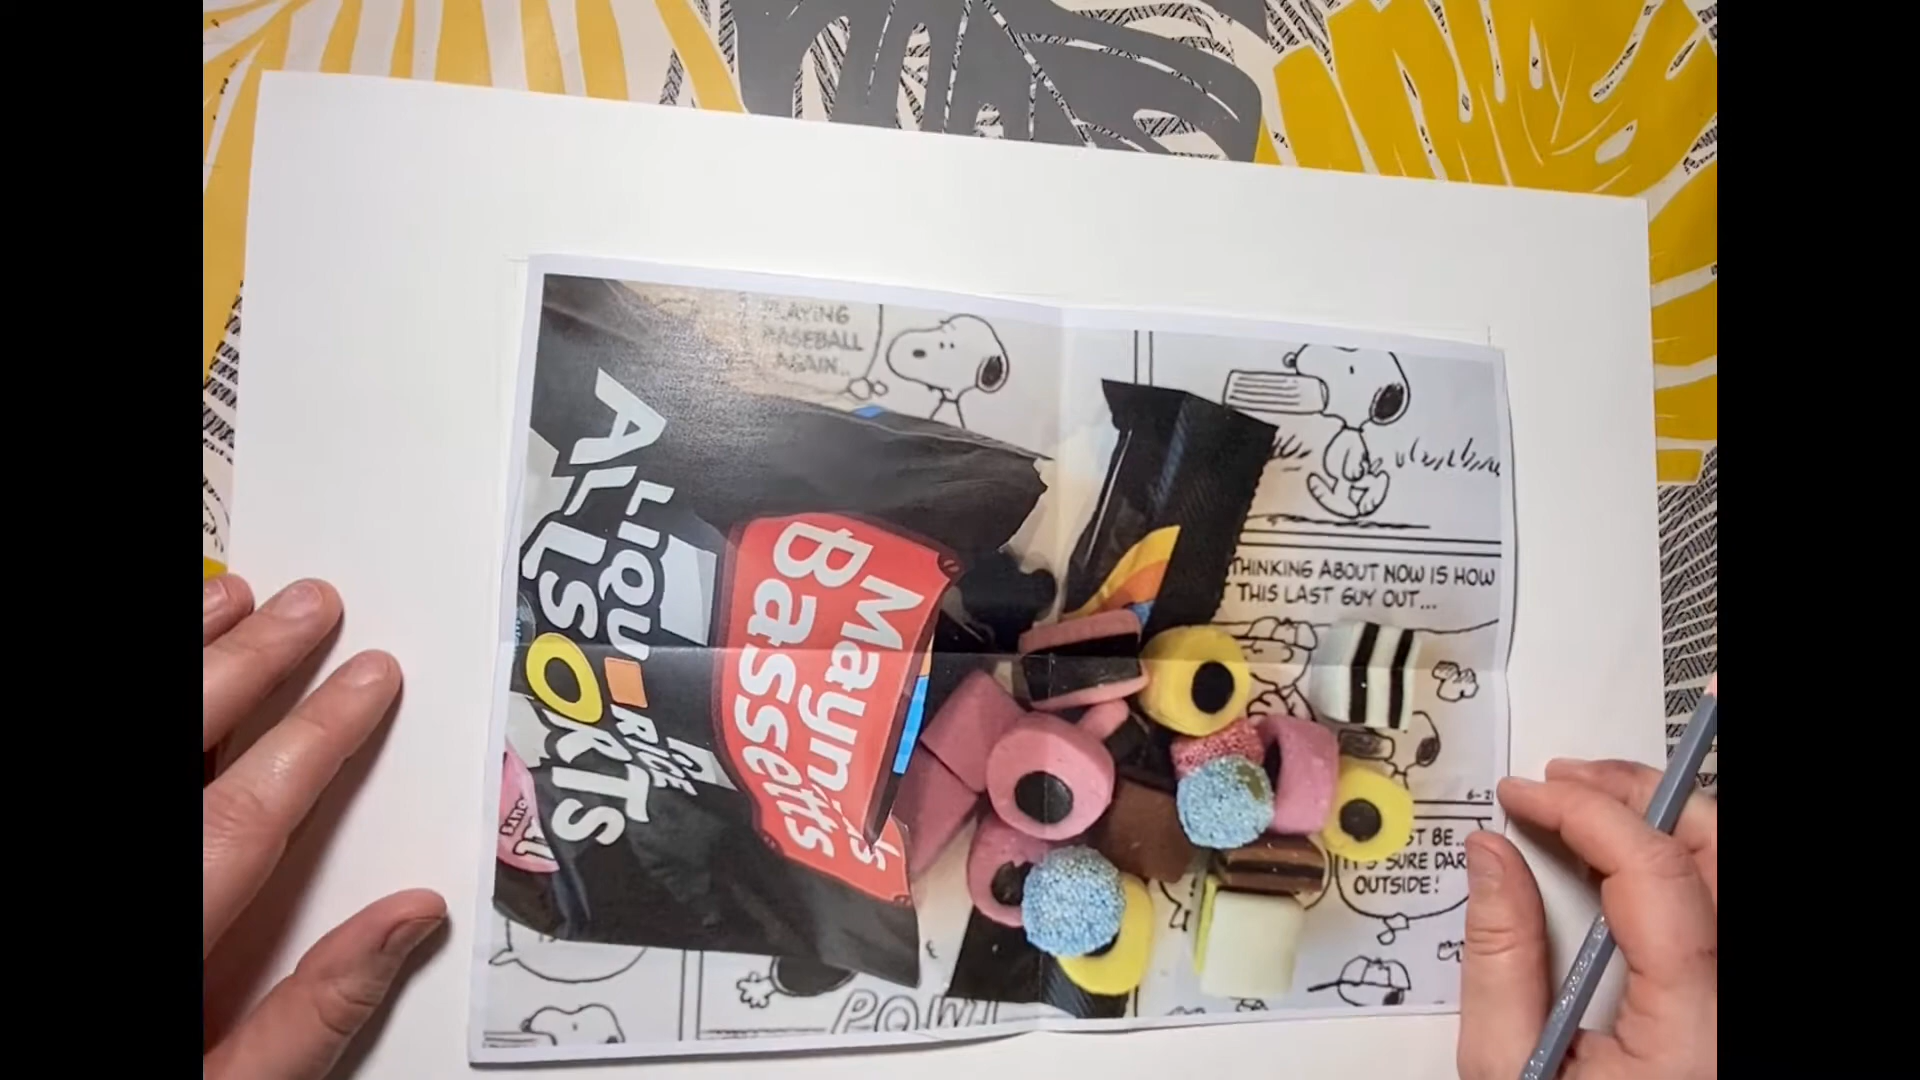 PLAYING
BASEBALL
AGAIN..
Maynards
Bassetts
LIQUORICE
ALLSORTS
THINKING ABOUT NOW IS HOW
THIS LAST GUY OUT...
6-21
ST BE..
IT'S SURE DAR
OUTSIDE!
POW!